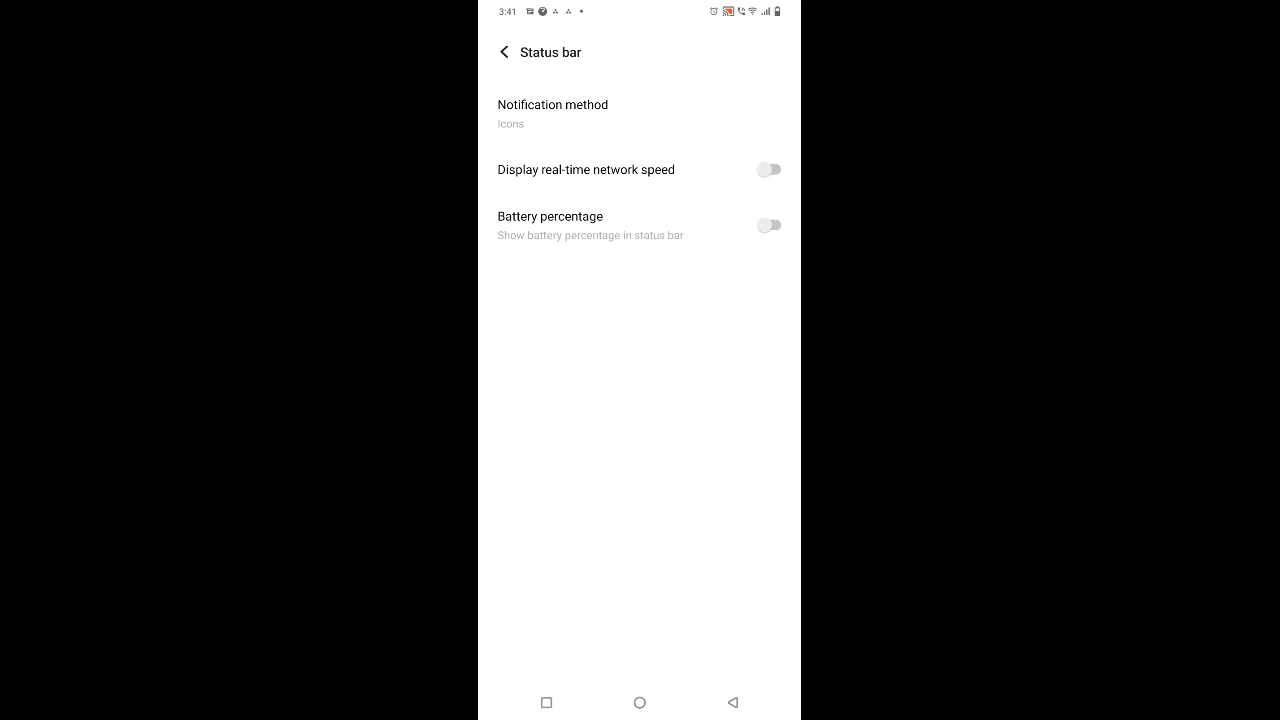 3:41
Status bar
Notification method
Icons
Display real-time network speed
Battery percentage
Show battery percentage in status bar